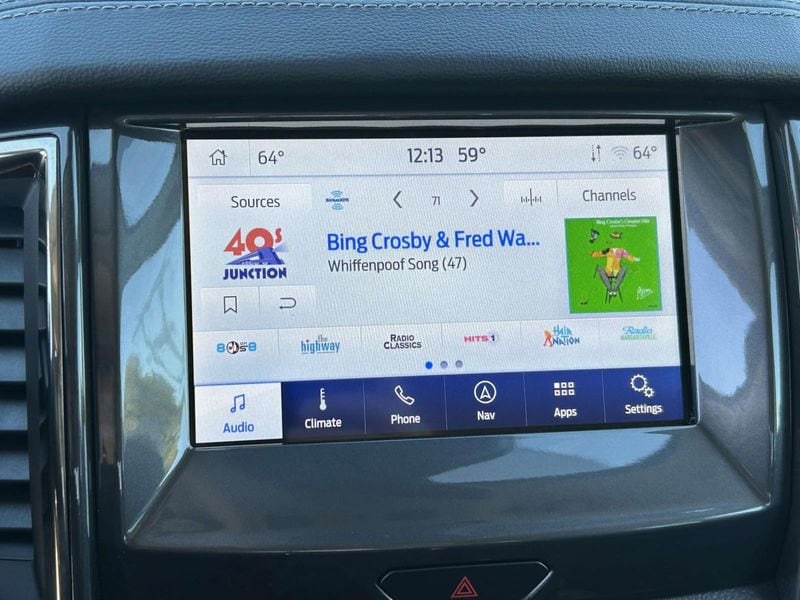 64°
12:13 59°
64°
Sources
SiriusXM
71
Channels
40s
JUNCTION
Bing Crosby & Fred Wa...
Whiffenpoof Song (47)
Bing Crosby's Greatest Hits
the
highway
RADIO
CLASSICS
HITS 1
HAIR
NATION
Radio
MARGARITAVILLE
Audio
Climate
Phone
Nav
Apps
Settings